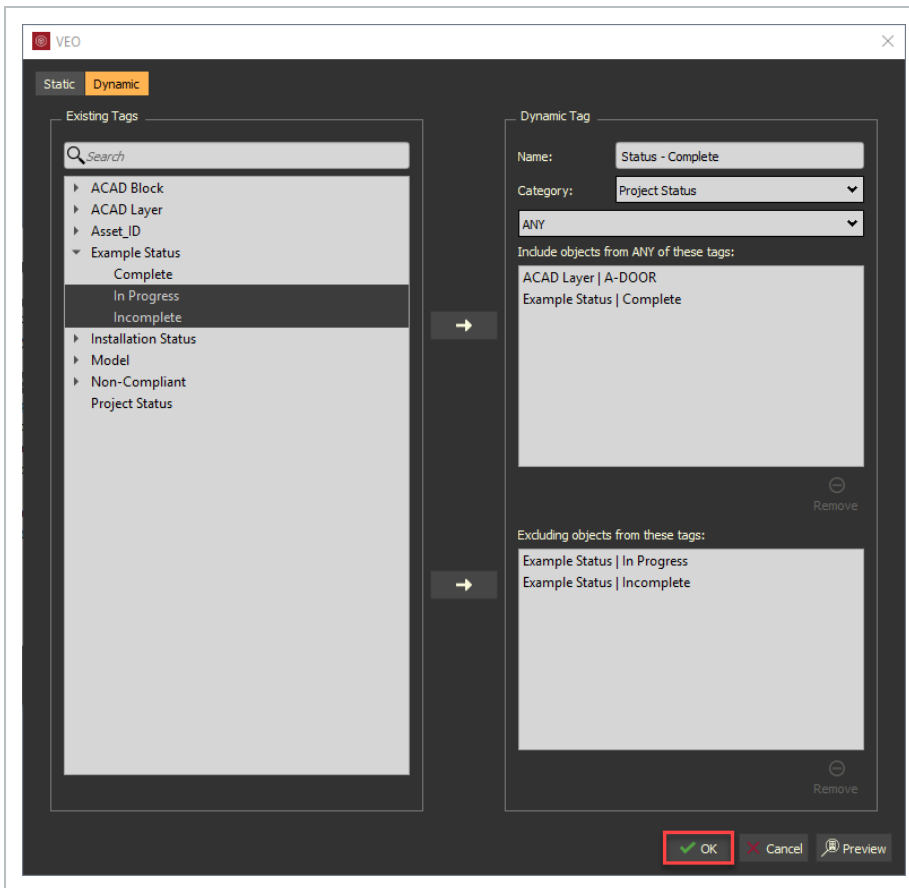 VEO
Static Dynamic
Existing Tags
Search
ACAD Block
ACAD Layer
Asset_ID
Example Status
Complete
In Progress
Incomplete
Installation Status
Model
Non-Compliant
Project Status
Dynamic Tag
Name: Status - Complete
Category: Project Status
ANY
Include objects from ANY of these tags:
ACAD Layer | A-DOOR
Example Status | Complete
Remove
Excluding objects from these tags:
Example Status | In Progress
Example Status | Incomplete
Remove
OK Cancel Preview